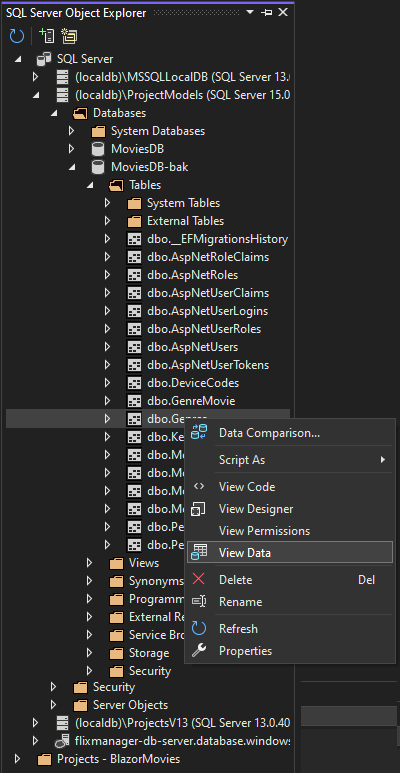 SQL Server Object Explorer
SQL Server
(localdb)\MSSQLLocalDB (SQL Server 13.0
(localdb)\ProjectModels (SQL Server 15.0
Databases
System Databases
MoviesDB
MoviesDB-bak
Tables
System Tables
External Tables
dbo.__EFMigrationsHistory
dbo.AspNetRoleClaims
dbo.AspNetRoles
dbo.AspNetUserClaims
dbo.AspNetUserLogins
dbo.AspNetUserRoles
dbo.AspNetUsers
dbo.AspNetUserTokens
dbo.DeviceCodes
dbo.GenreMovie
dbo.Genres
dbo.Ke
dbo.Mo
dbo.Mo
dbo.Mo
dbo.Mo
dbo.Pe
dbo.Pe
Views
Synonyms
Programm
External Re
Service Bro
Storage
Security
Security
Server Objects
(localdb)\ProjectsV13 (SQL Server 13.0.40
flixmanager-db-server.database.windows
Projects - BlazorMovies
Data Comparison...
Script As
View Code
View Designer
View Permissions
View Data
Delete Del
Rename
Refresh
Properties